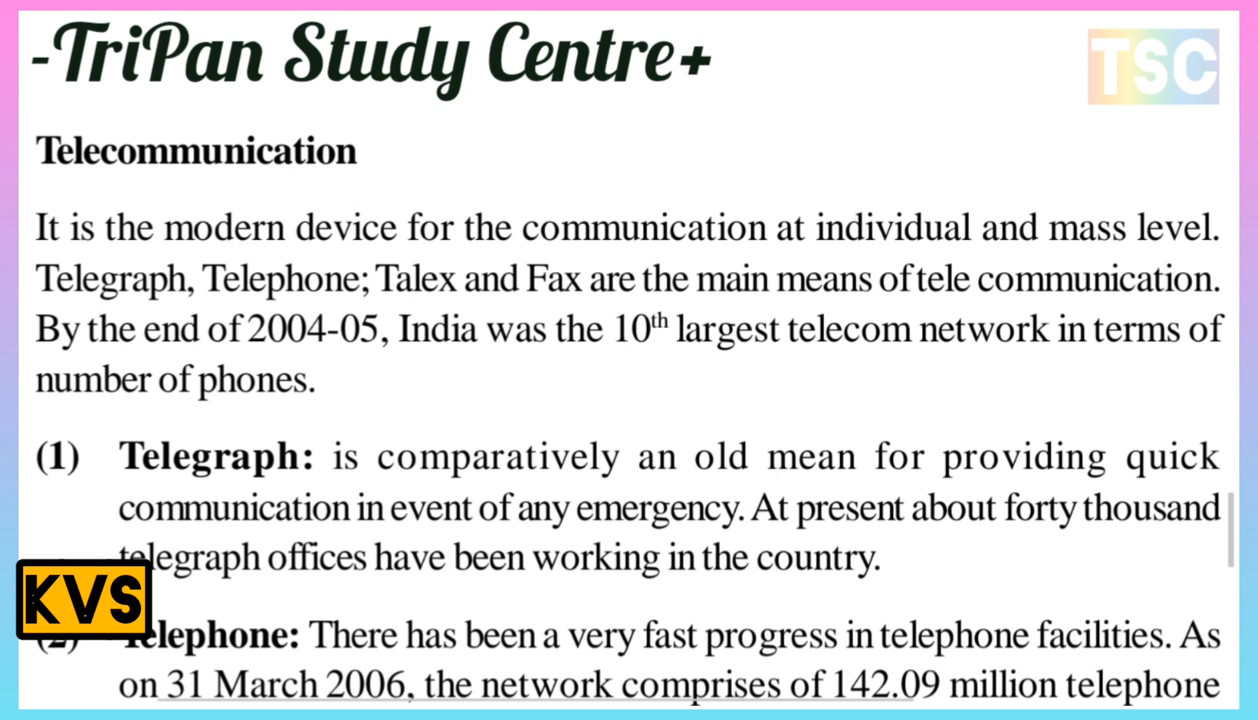 -TriPan Study Centre+
TSC
Telecommunication
It is the modern device for the communication at individual and mass level.
Telegraph, Telephone; Talex and Fax are the main means of tele communication.
By the end of 2004-05, India was the 10th largest telecom network in terms of
number of phones.
(1) Telegraph: is comparatively an old mean for providing quick
communication in event of any emergency. At present about forty thousand
telegraph offices have been working in the country.
KVS
(2) Telephone: There has been a very fast progress in telephone facilities. As
on 31 March 2006, the network comprises of 142.09 million telephone